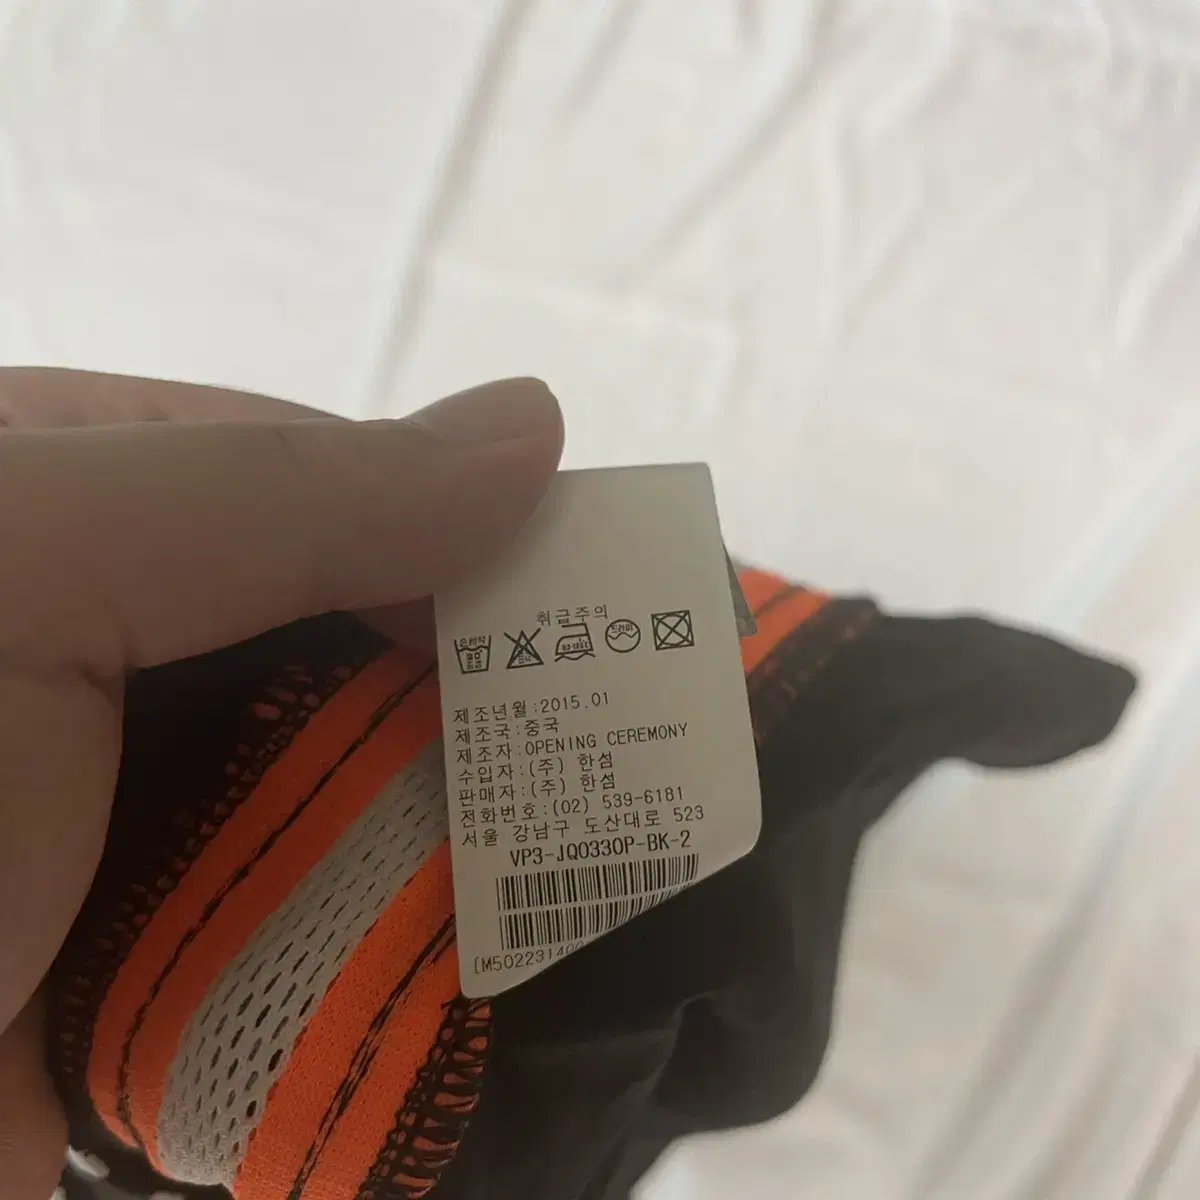 취급주의
손세탁
드라이
제조년월:2015.01
제조국:중국
제조자:OPENING CEREMONY
수입자:(주) 한섬
판매자:(주) 한섬
전화번호:(02) 539-6181
서울 강남구 도산대로 523
VP3-JQ0330P-BK-2